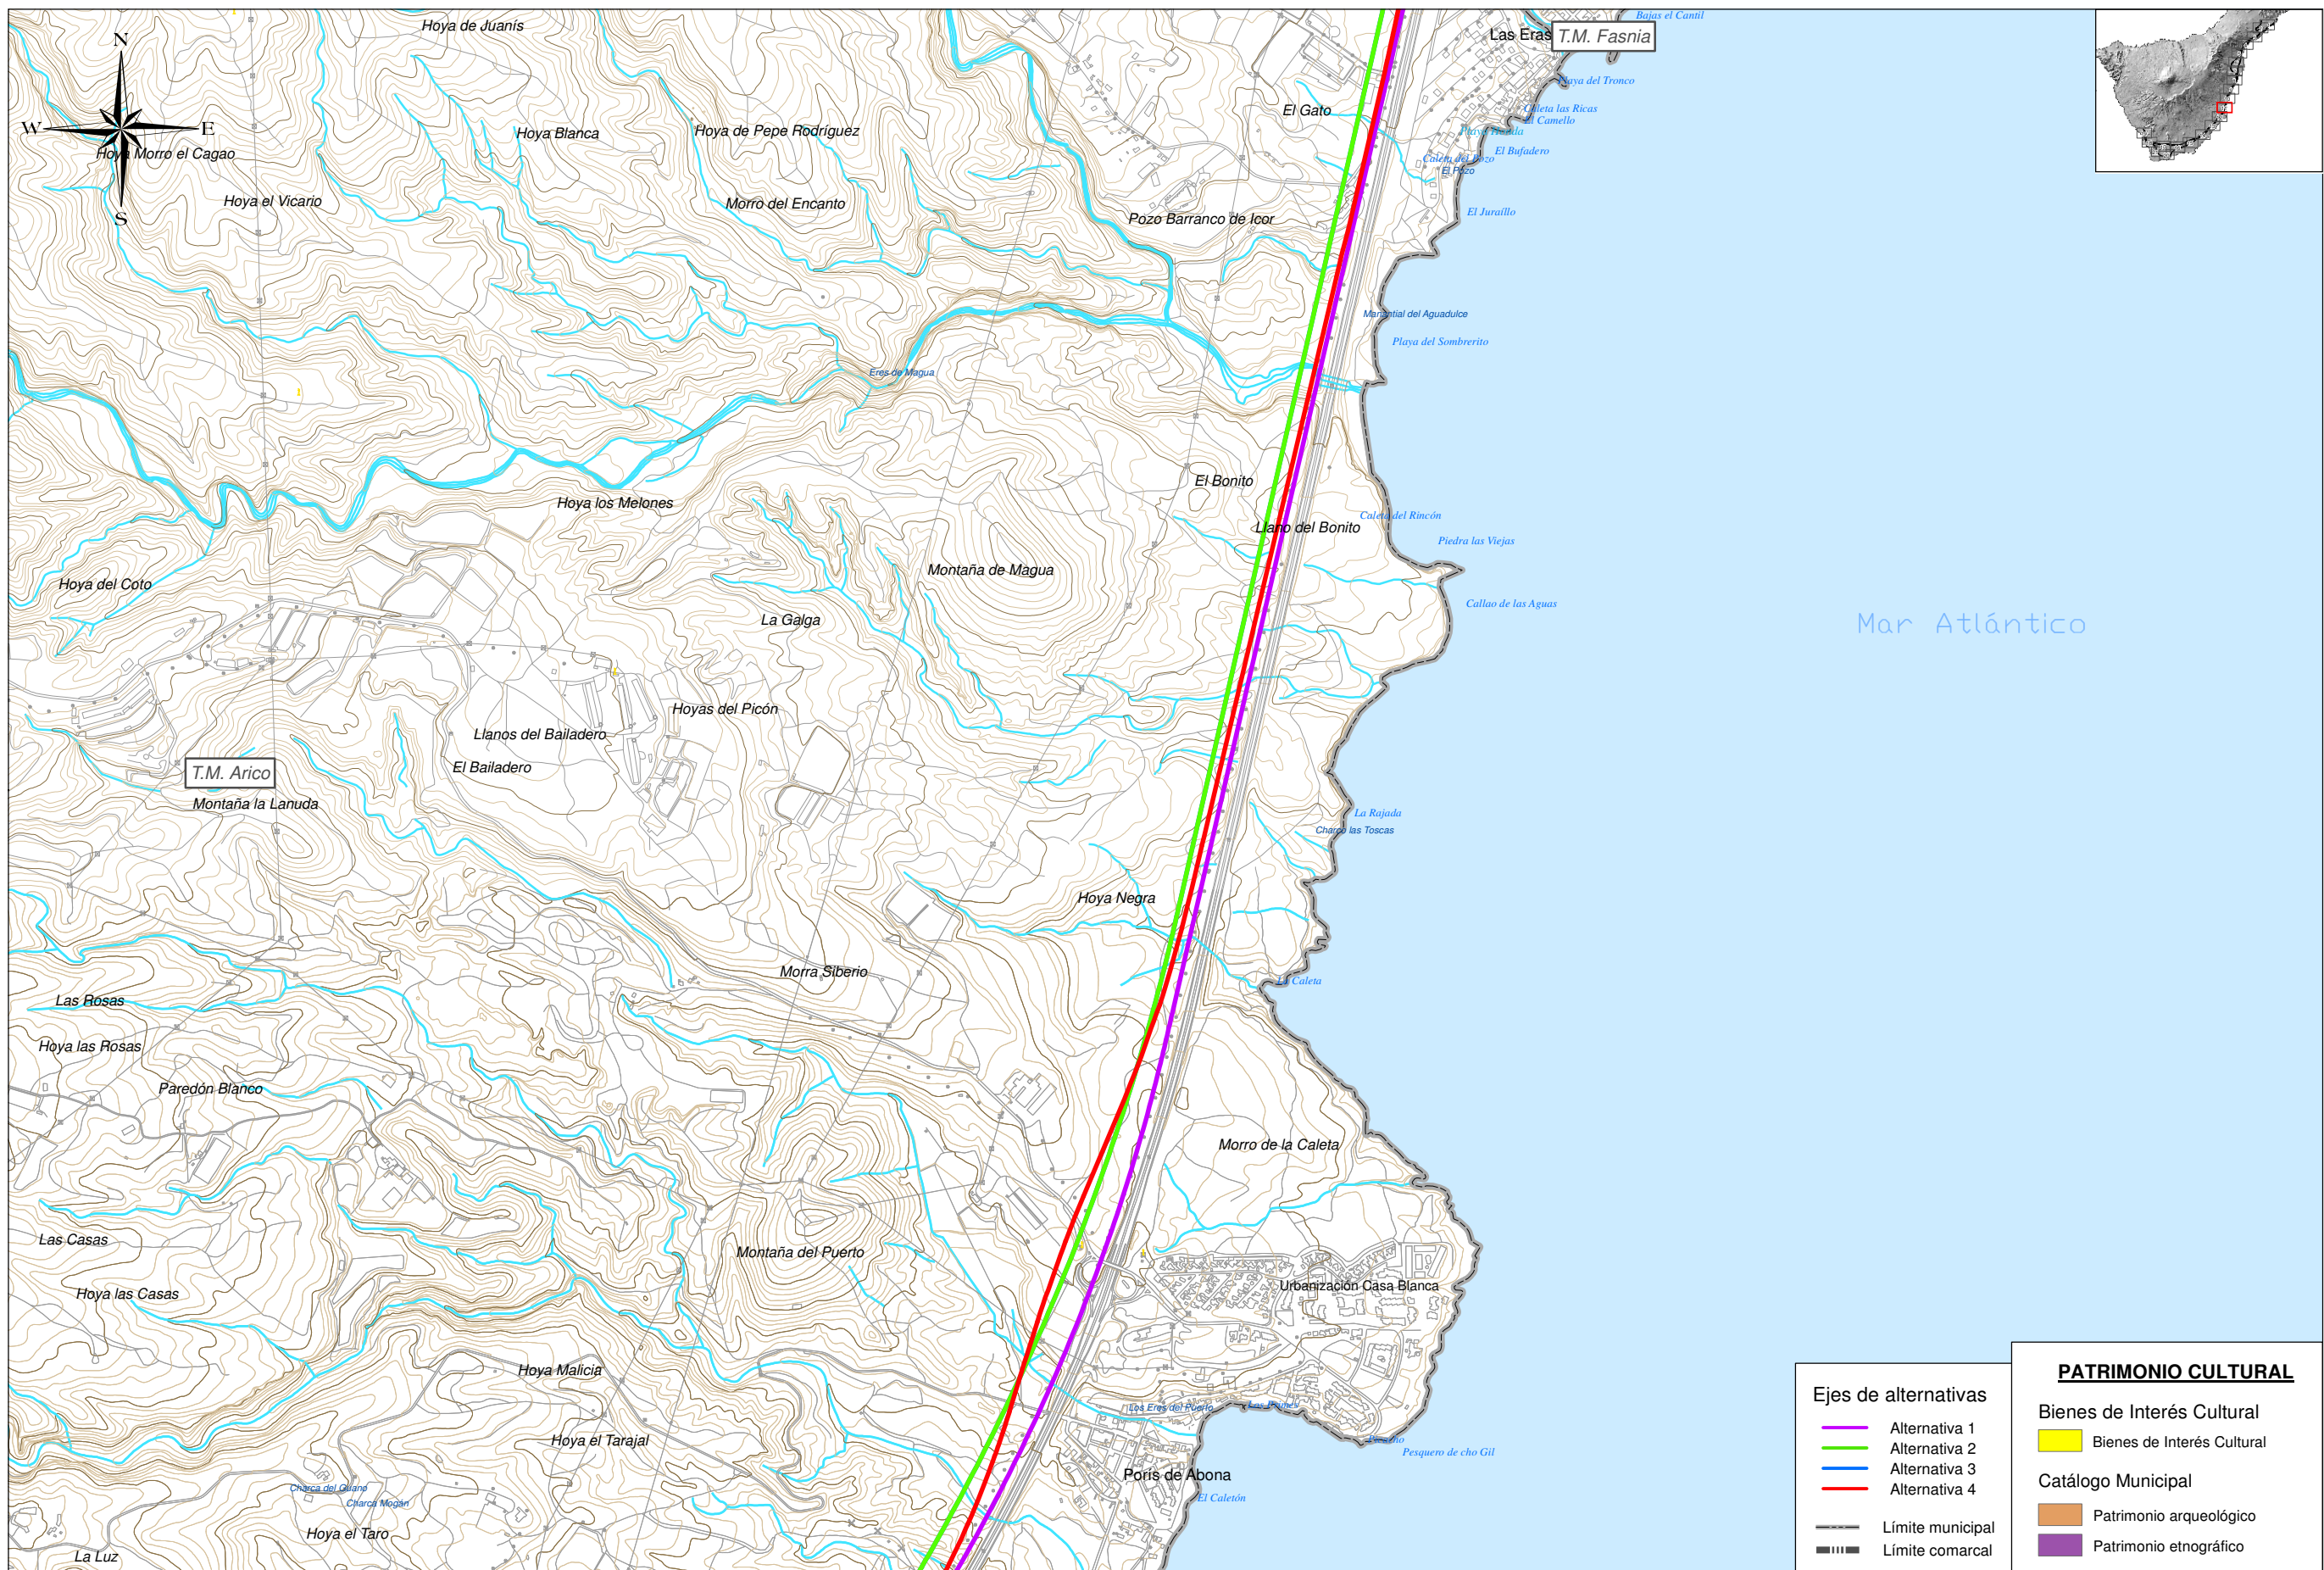 Hoya de Juanís
Bajas el Cantil
Las Eras
T.M. Fasnia
N
W
E
S
Playa del Tronco
El Gato
Caleta las Ricas
El Camello
Hoya Blanca
Hoya de Pepe Rodríguez
El Bufadero
Hoya Morro el Cagao
Caleta del Pozo
El Pozo
Hoya el Vicario
Morro del Encanto
Pozo Barranco de Icor
El Juraíllo
Manantial del Aguadulce
Playa del Sombrerito
Eres de Magua
El Bonito
Hoya los Melones
Caleta del Rincón
Llano del Bonito
Piedra las Viejas
Montaña de Magua
Hoya del Coto
Callao de las Aguas
La Galga
Mar Atlántico
Hoyas del Picón
Llanos del Bailadero
El Bailadero
T.M. Arico
Montaña la Lanuda
La Rajada
Charco las Toscas
Hoya Negra
Morra Siberio
La Caleta
Las Rosas
Hoya las Rosas
Paredón Blanco
Morro de la Caleta
Las Casas
Montaña del Puerto
Urbanización Casa Blanca
Hoya las Casas
Hoya Malicia
Los Eres del Puerto
Hoya el Tarajal
Pesquero de cho Gil
Porís de Abona
Charca del Guano
Charca Mogán
El Caletón
Hoya el Taro
La Luz
Ejes de alternativas
Alternativa 1
Alternativa 2
Alternativa 3
Alternativa 4
Límite municipal
Límite comarcal
PATRIMONIO CULTURAL
Bienes de Interés Cultural
Bienes de Interés Cultural
Catálogo Municipal
Patrimonio arqueológico
Patrimonio etnográfico